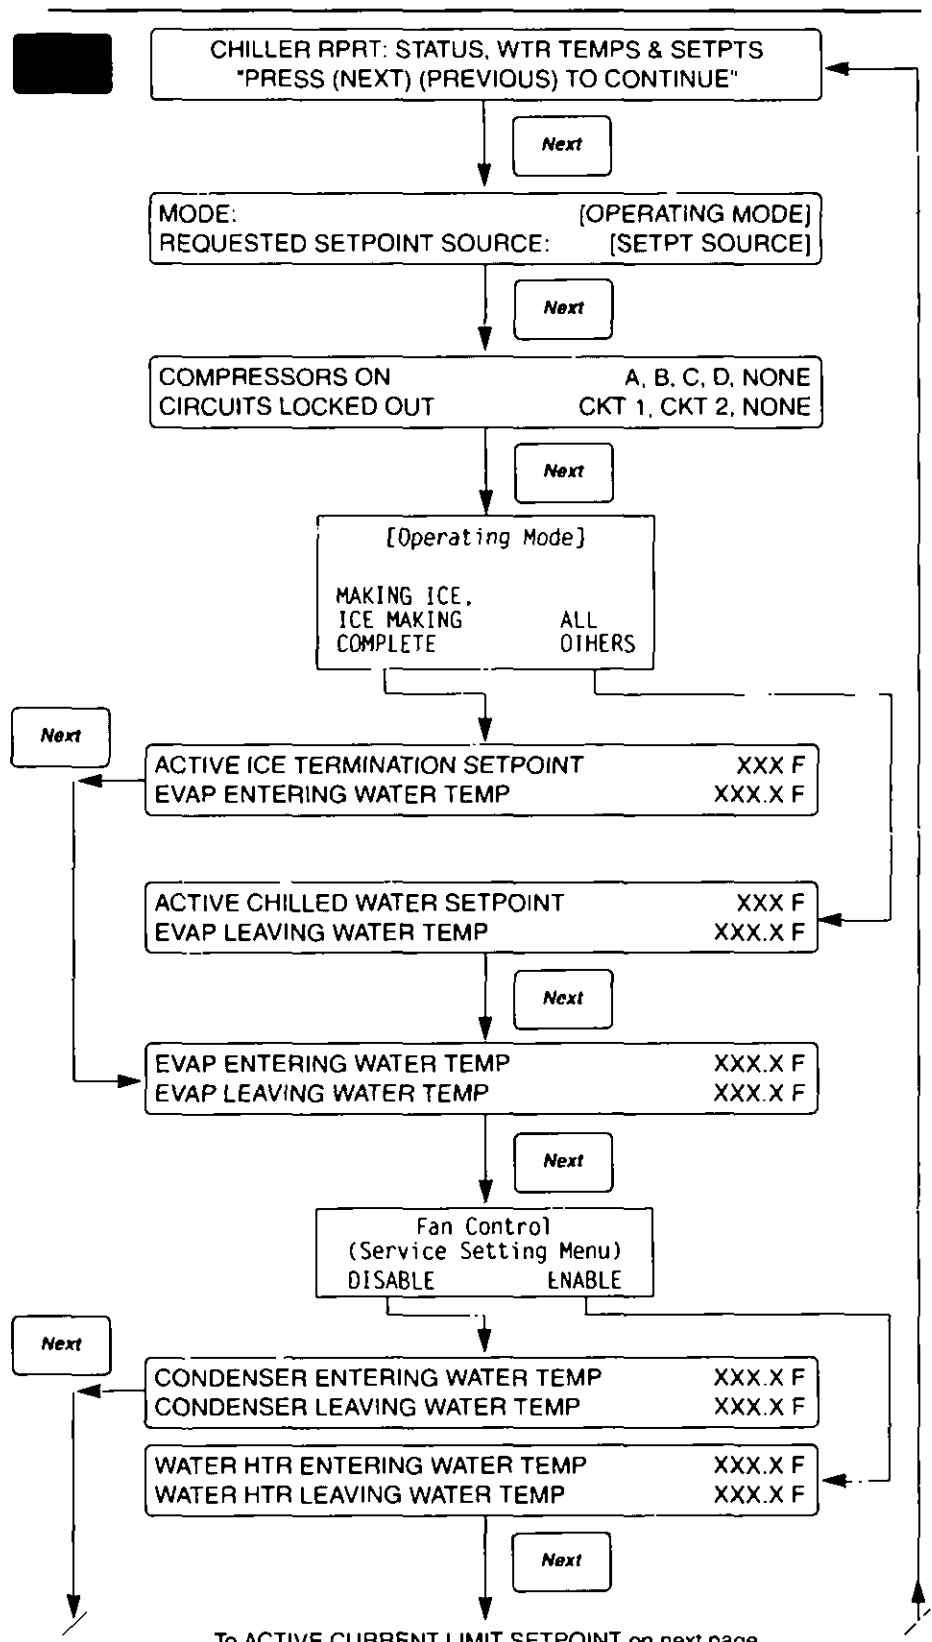 CHILLER RPRT: STATUS, WTR TEMPS & SETPTS
"PRESS (NEXT) (PREVIOUS) TO CONTINUE"
Next
MODE: [OPERATING MODE]
REQUESTED SETPOINT SOURCE: [SETPT SOURCE]
Next
COMPRESSORS ON A, B, C, D, NONE
CIRCUITS LOCKED OUT CKT 1, CKT 2, NONE
Next
[Operating Mode]
MAKING ICE,
ICE MAKING ALL
COMPLETE OTHERS
Next
ACTIVE ICE TERMINATION SETPOINT XXX F
EVAP ENTERING WATER TEMP XXX.X F
ACTIVE CHILLED WATER SETPOINT XXX F
EVAP LEAVING WATER TEMP XXX.X F
Next
EVAP ENTERING WATER TEMP XXX.X F
EVAP LEAVING WATER TEMP XXX.X F
Next
Fan Control
(Service Setting Menu)
DISABLE ENABLE
Next
CONDENSER ENTERING WATER TEMP XXX.X F
CONDENSER LEAVING WATER TEMP XXX.X F
WATER HTR ENTERING WATER TEMP XXX.X F
WATER HTR LEAVING WATER TEMP XXX.X F
Next
To ACTIVE CURRENT LIMIT SETPOINT on next page